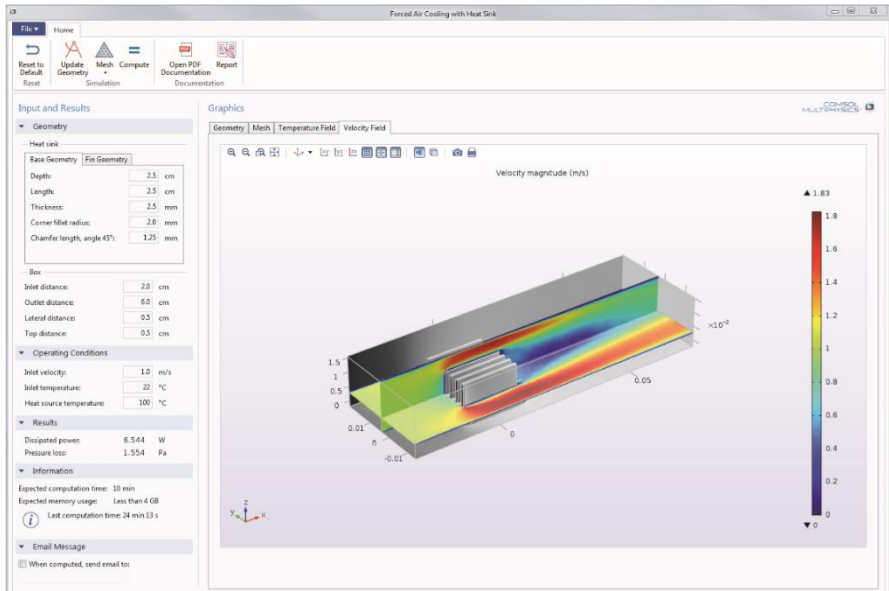 Forced Air Cooling with Heat Sink
File Home
Reset to Default
Update Geometry
Mesh
Compute
Open PDF Documentation
Report
Reset Simulation Documentation
Input and Results
Geometry
Heat sink
Base Geometry Fin Geometry
Depth: 2.5 cm
Length: 2.5 cm
Thickness: 2.5 mm
Corner fillet radius: 2.0 mm
Chamfer length, angle 45°: 1.25 mm
Box
Inlet distance: 2.0 cm
Outlet distance: 6.0 cm
Lateral distance: 0.5 cm
Top distance: 0.5 cm
Operating Conditions
Inlet velocity: 1.0 m/s
Inlet temperature: 22 °C
Heat source temperature: 100 °C
Results
Dissipated power: 6.544 W
Pressure loss: 1.554 Pa
Information
Expected computation time: 10 min
Expected memory usage: Less than 4 GB
Last computation time: 24 min 13 s
Email Message
When computed, send email to:
Graphics
COMSOL
MULTIPHYSICS
Geometry Mesh Temperature Field Velocity Field
Velocity magnitude (m/s)
▲ 1.83
1.8
1.6
1.4
1.2
1
0.8
0.6
0.4
0.2
0
▼ 0
×10⁻²
1.5
1
0.5
0
0.01
0
-0.01
0
0.05
z
y x